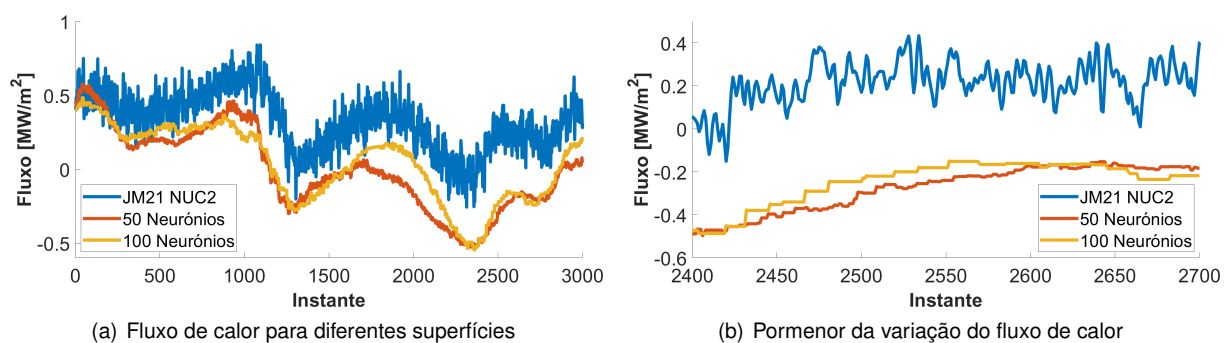 1
0.5
0
-0.5
Fluxo [MW/m²]
JM21 NUC2
50 Neurónios
100 Neurónios
0 500 1000 1500 2000 2500 3000
Instante
(a) Fluxo de calor para diferentes superfícies
0.4
0.2
0
-0.2
-0.4
-0.6
Fluxo [MW/m²]
JM21 NUC2
50 Neurónios
100 Neurónios
2400 2450 2500 2550 2600 2650 2700
Instante
(b) Pormenor da variação do fluxo de calor